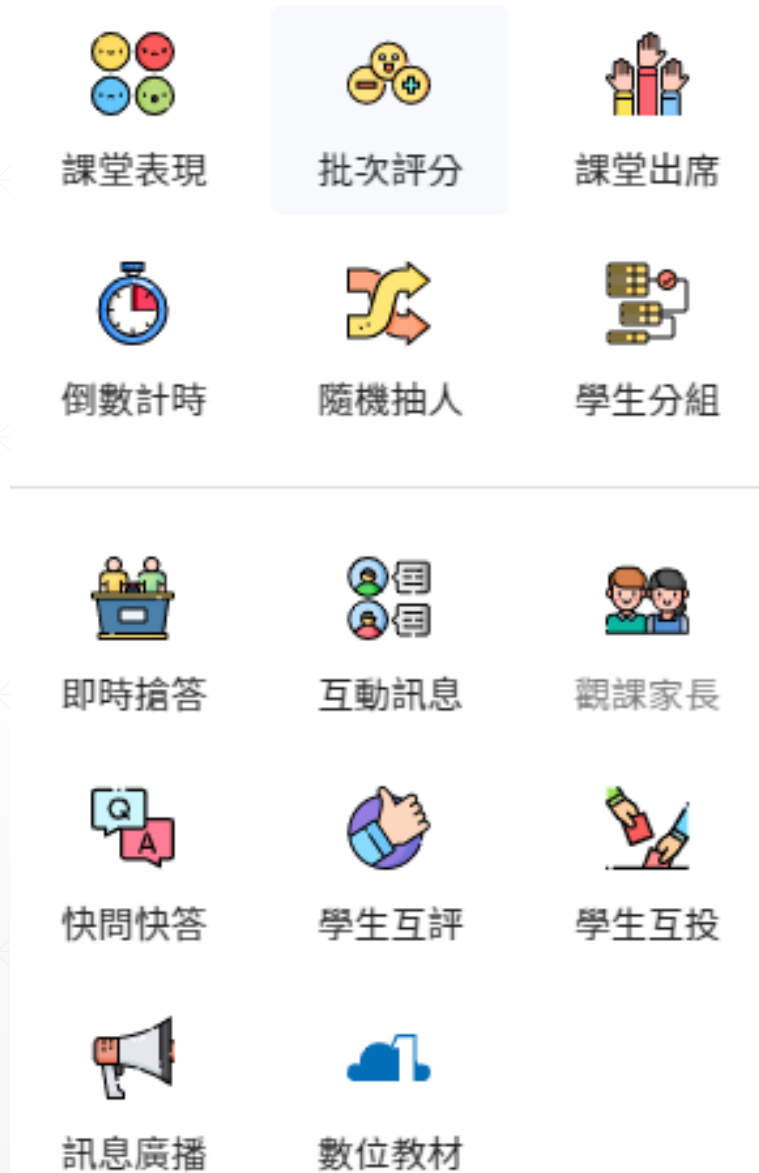 課堂表現 批次評分 課堂出席
倒數計時 隨機抽人 學生分組
即時搶答 互動訊息 觀課家長
Q
A
快問快答 學生互評 學生互投
訊息廣播 數位教材